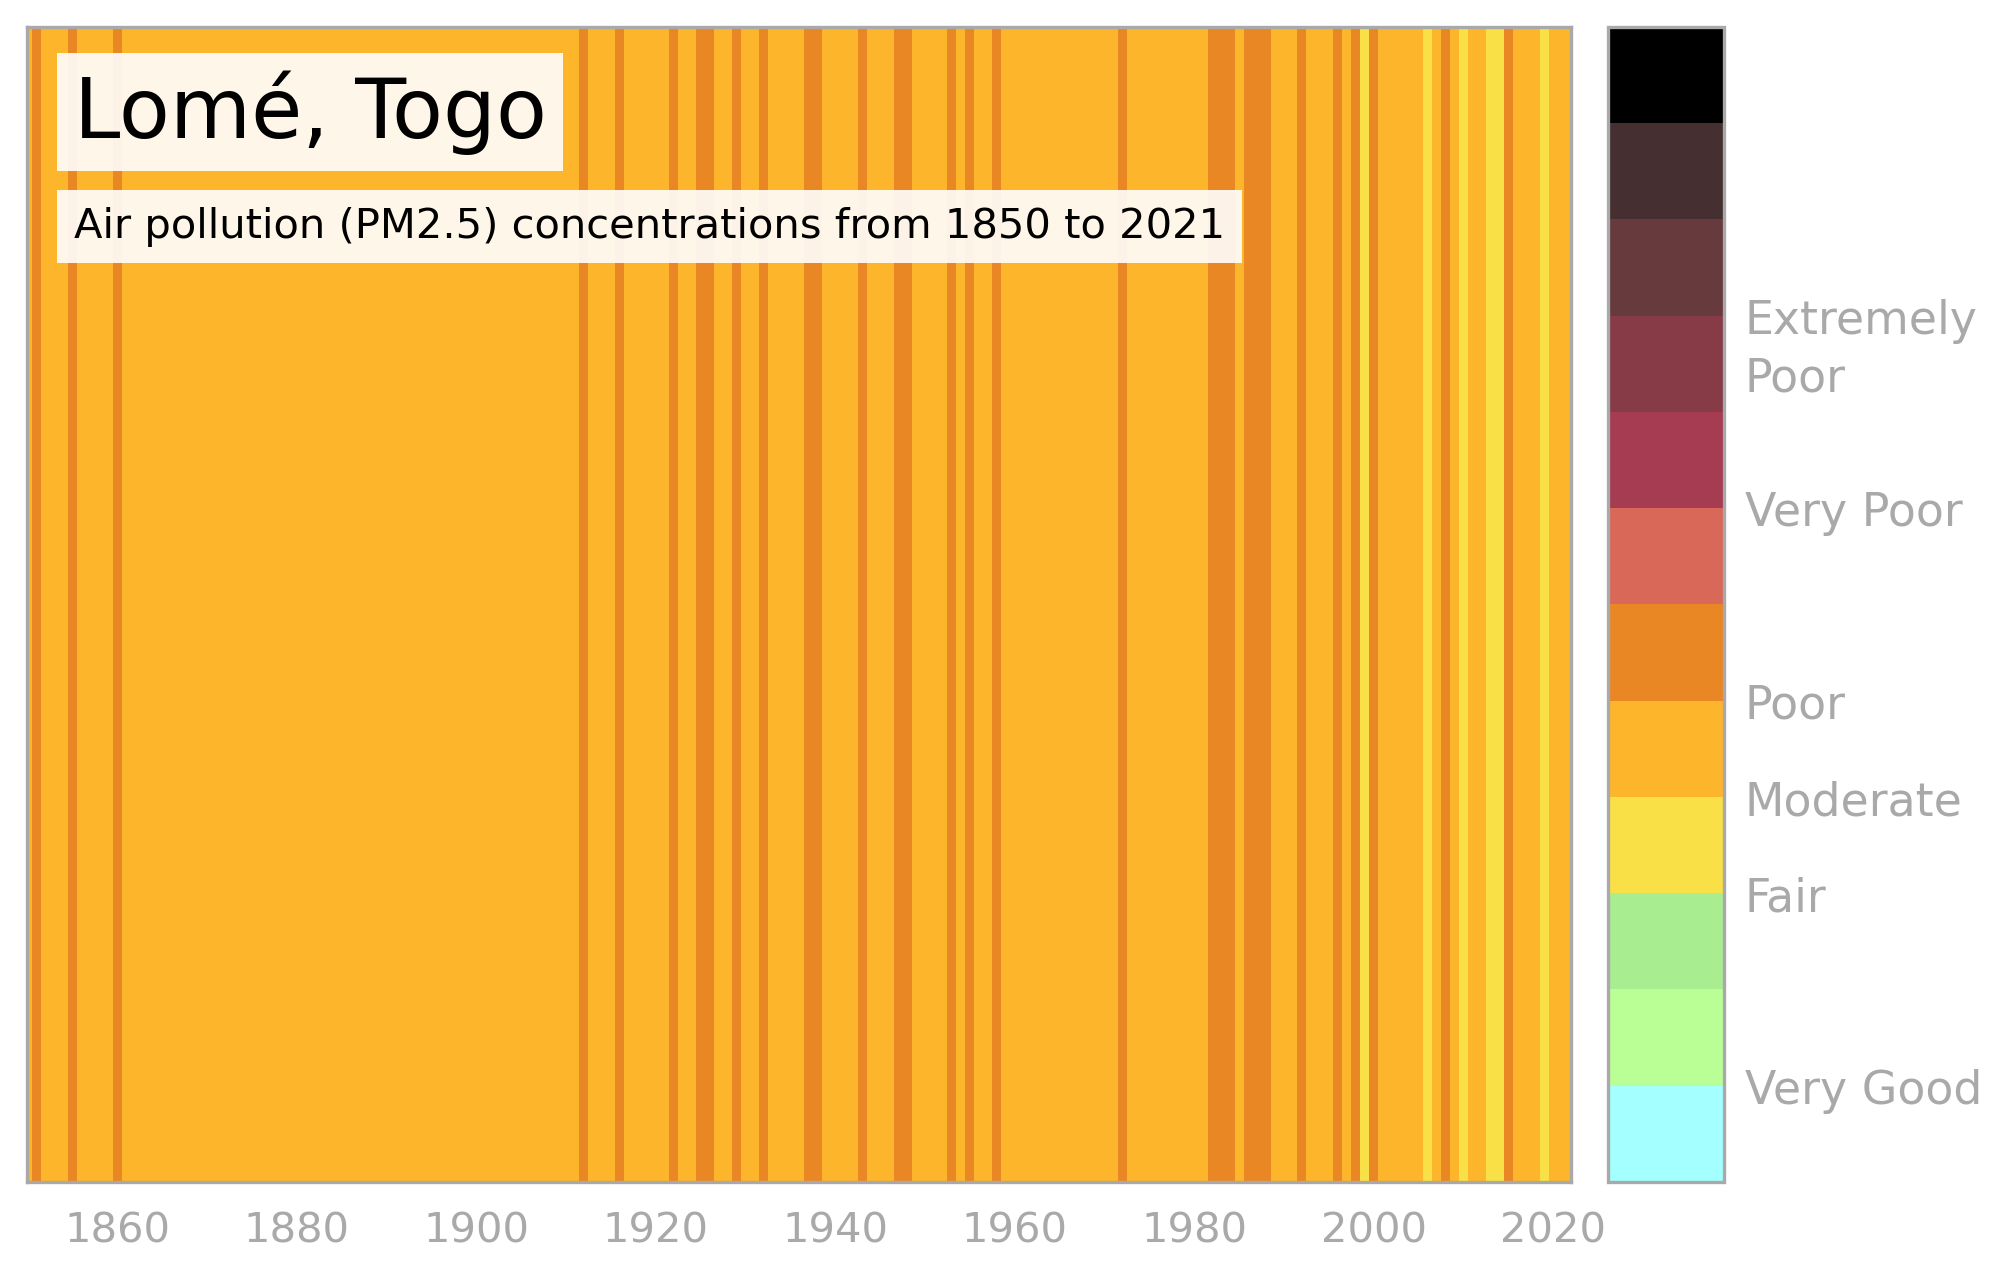 Lomé, Togo
Air pollution (PM2.5) concentrations from 1850 to 2021
Extremely
Poor
Very Poor
Poor
Moderate
Fair
Very Good
1860 1880 1900 1920 1940 1960 1980 2000 2020